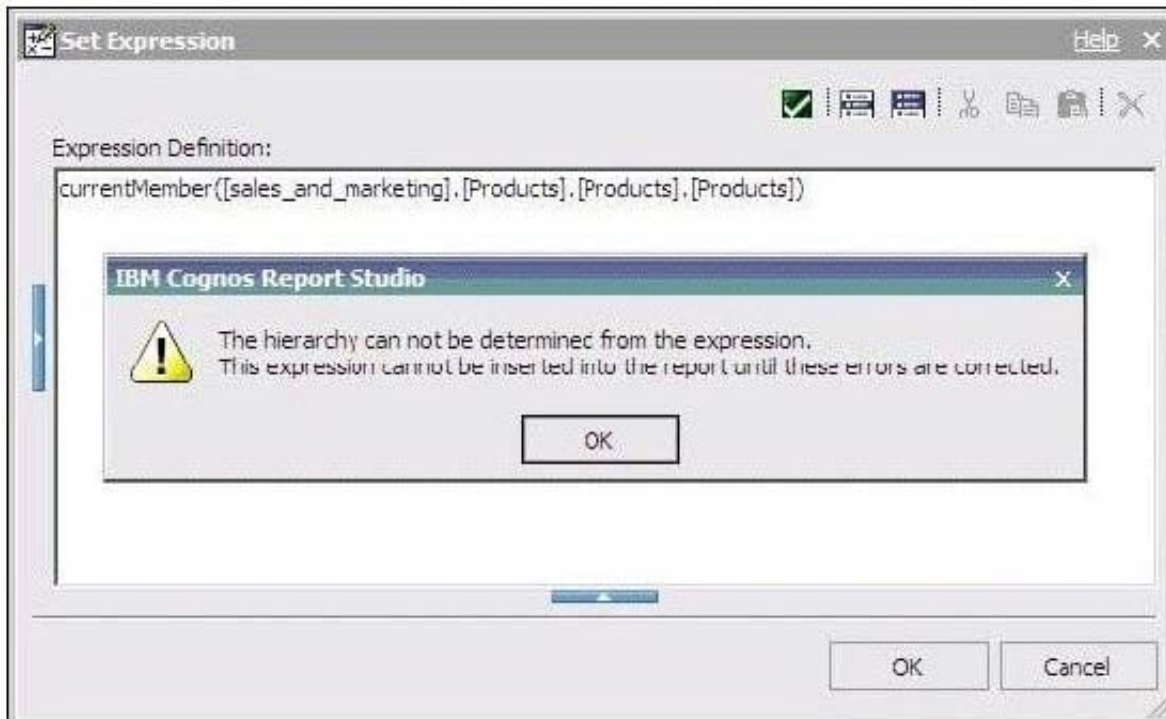 Set Expression
Help
Expression Definition:
currentMember([sales_and_marketing].[Products].[Products].[Products])
IBM Cognos Report Studio
The hierarchy can not be determined from the expression.
This expression cannot be inserted into the report until these errors are corrected.
OK
OK
Cancel